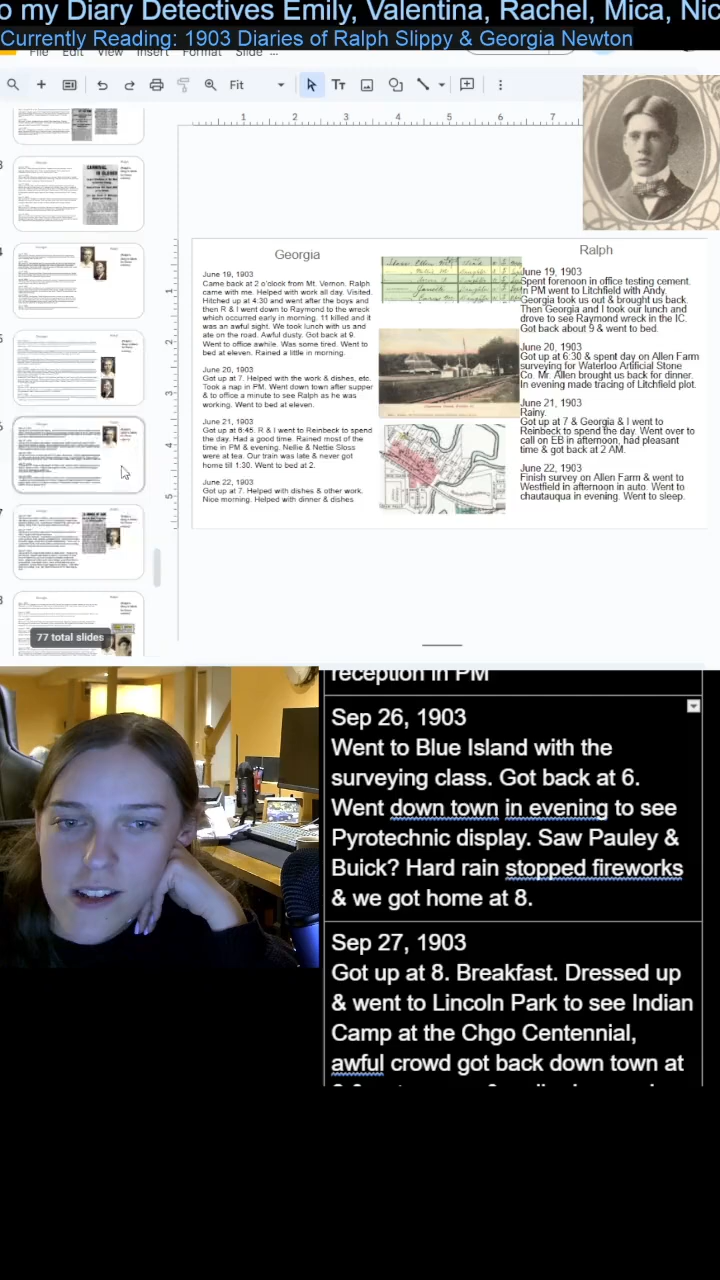 o my Diary Detectives Emily, Valentina, Rachel, Mica, Nic
Currently Reading: 1903 Diaries of Ralph Slippy & Georgia Newton
File Edit View Insert Format Slide ...
Fit
1 2 3 4 5 6 7
Georgia
June 19, 1903
Came back at 2 o'clock from Mt. Vernon. Ralph
came with me. Helped with work all day. Visited.
Hitched up at 4:30 and went after the boys and
then R & I went down to Raymond to the wreck
which occurred early in morning. 11 killed and it
was an awful sight. We took lunch with us and
ate on the road. Awful dusty. Got back at 9.
Went to office awhile. Was some tired. Went to
bed at eleven. Rained a little in morning.
June 20, 1903
Got up at 7. Helped with the work & dishes, etc.
Took a nap in PM. Went down town after supper
& to office a minute to see Ralph as he was
working. Went to bed at eleven.
June 21, 1903
Got up at 6:45. R & I went to Reinbeck to spend
the day. Had a good time. Rained most of the
time in PM & evening. Nellie & Nettie Sloss
were at tea. Our train was late & never got
home till 1:30. Went to bed at 2.
June 22, 1903
Got up at 7. Helped with dishes & other work.
Nice morning. Helped with dinner & dishes
Ralph
June 19, 1903
Spent forenoon in office testing cement.
In PM went to Litchfield with Andy.
Georgia took us out & brought us back.
Then Georgia and I took our lunch and
drove to see Raymond wreck in the IC.
Got back about 9 & went to bed.
June 20, 1903
Got up at 6:30 & spent day on Allen Farm
surveying for Waterloo Artificial Stone
Co. Mr. Allen brought us back for dinner.
In evening made tracing of Litchfield plot.
June 21, 1903
Rainy.
Got up at 7 & Georgia & I went to
Reinbeck to spend the day. Went over to
call on EB in afternoon, had pleasant
time & got back at 2 AM.
June 22, 1903
Finish survey on Allen Farm & went to
Westfield in afternoon in auto. Went to
chautauqua in evening. Went to sleep.
1
2
3
4
5
77 total slides
reception in PM
Sep 26, 1903
Went to Blue Island with the
surveying class. Got back at 6.
Went down town in evening to see
Pyrotechnic display. Saw Pauley &
Buick? Hard rain stopped fireworks
& we got home at 8.
Sep 27, 1903
Got up at 8. Breakfast. Dressed up
& went to Lincoln Park to see Indian
Camp at the Chgo Centennial,
awful crowd got back down town at